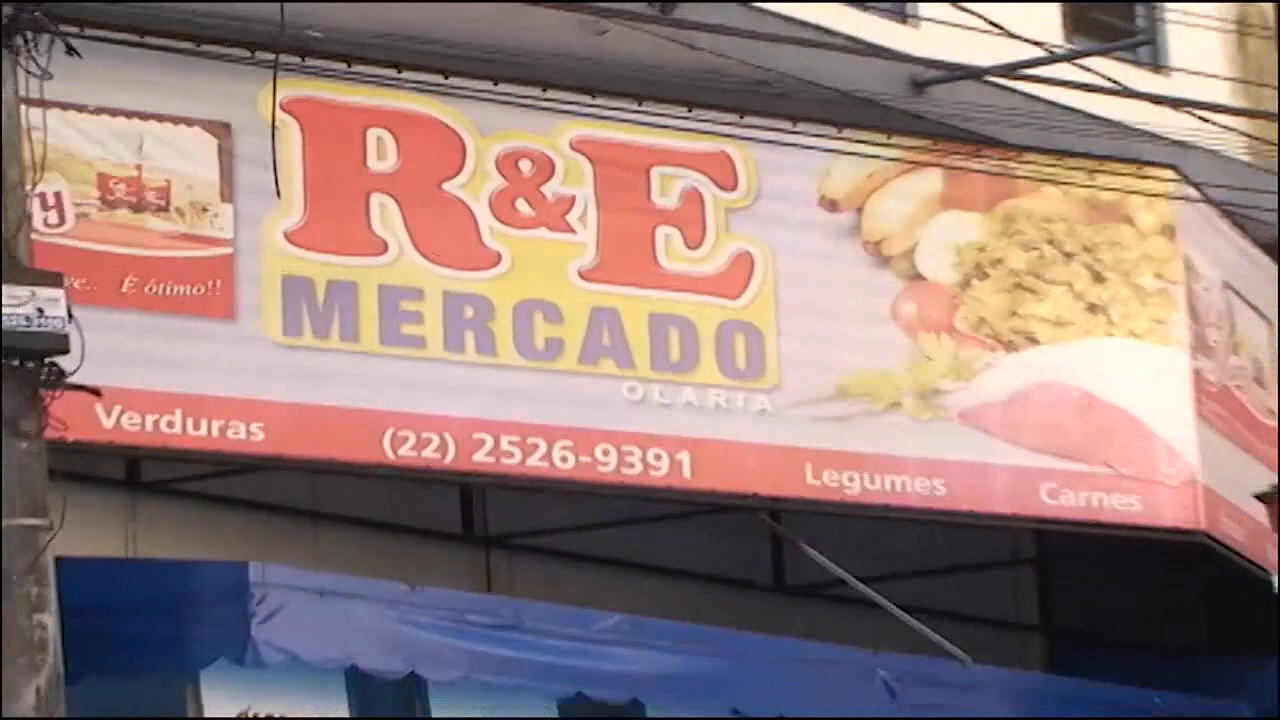 R&E
MERCADO
OLARIA
y
É ótimo!!
Verduras
(22) 2526-9391
Legumes
Carnes